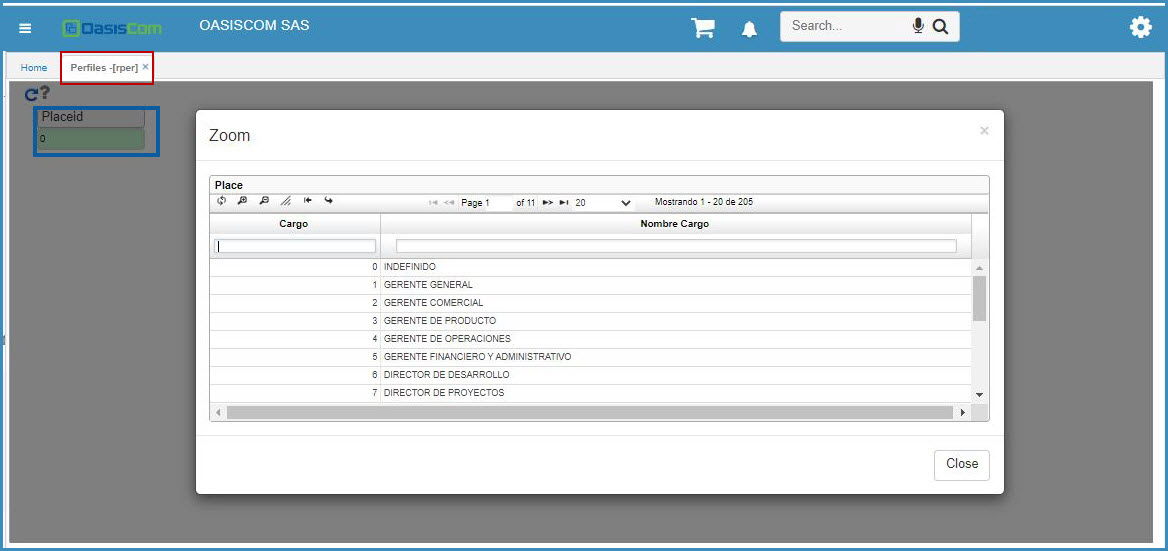 OasisCom
OASISCOM SAS
Search...
Home
Perfiles -[rper] ×
?
Placeid
0
Zoom
×
Place
Page 1 of 11 20 Mostrando 1 - 20 de 205
Cargo Nombre Cargo
0 INDEFINIDO
1 GERENTE GENERAL
2 GERENTE COMERCIAL
3 GERENTE DE PRODUCTO
4 GERENTE DE OPERACIONES
5 GERENTE FINANCIERO Y ADMINISTRATIVO
6 DIRECTOR DE DESARROLLO
7 DIRECTOR DE PROYECTOS
Close